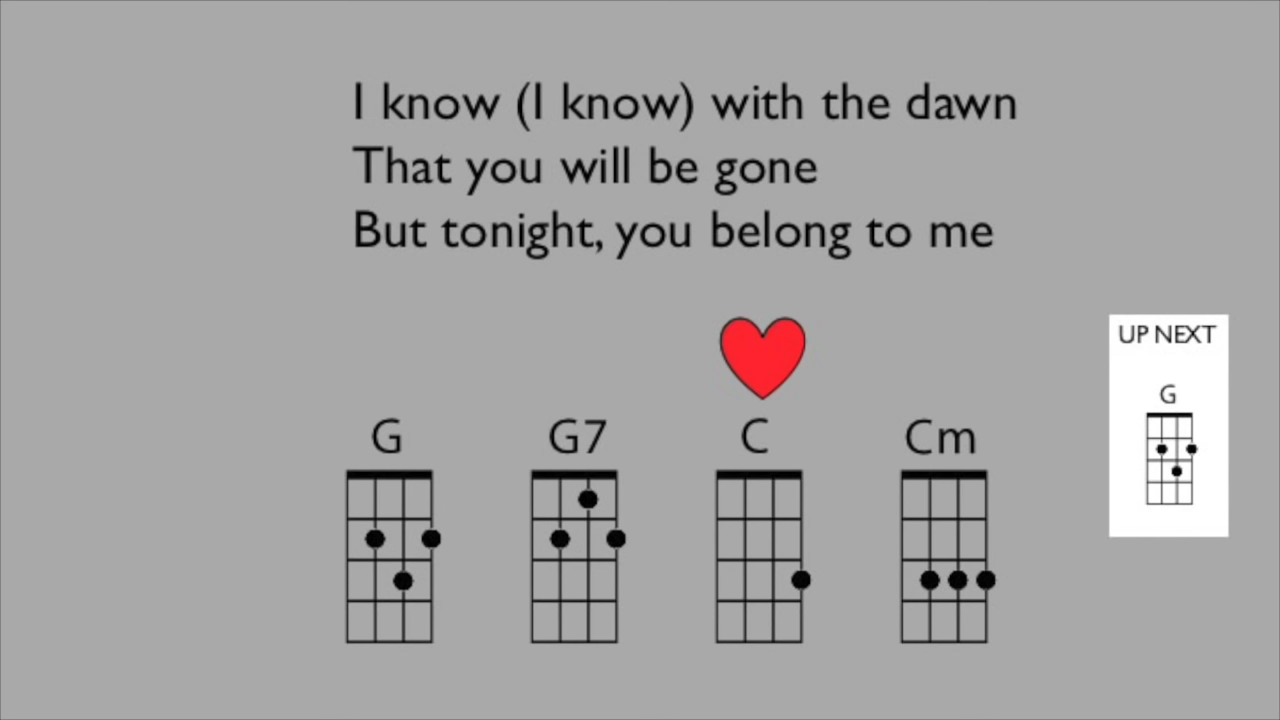 I know (I know) with the dawn
That you will be gone
But tonight, you belong to me
UP NEXT
G
G G7 C Cm